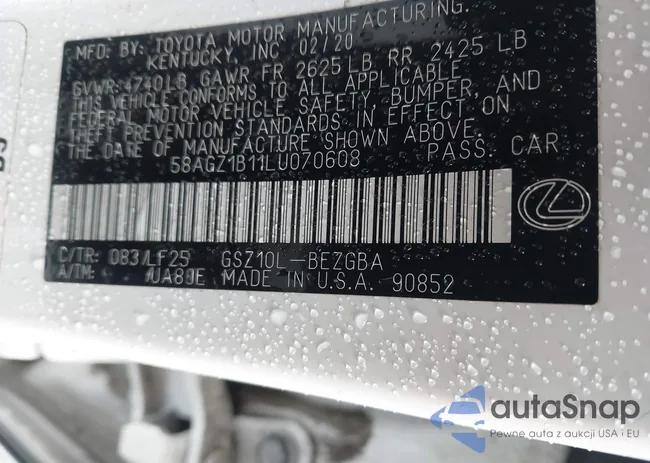 MFD. BY: TOYOTA MOTOR MANUFACTURING.
KENTUCKY, INC 02/20
GVWR: 4740LB GAWR FR 2625LB RR 2425 LB
THIS VEHICLE CONFORMS TO ALL APPLICABLE
FEDERAL MOTOR VEHICLE SAFETY, BUMPER, AND
THEFT PREVENTION STANDARDS IN EFFECT ON
THE DATE OF MANUFACTURE SHOWN ABOVE.
58AGZ1B11LU070608 PASS. CAR
C/TR: 083/LF25 GSZ10L-BEZGBA
A/TM: /UA80E MADE IN U.S.A. 90852
autaSnap
Pewne auta z aukcji USA i EU